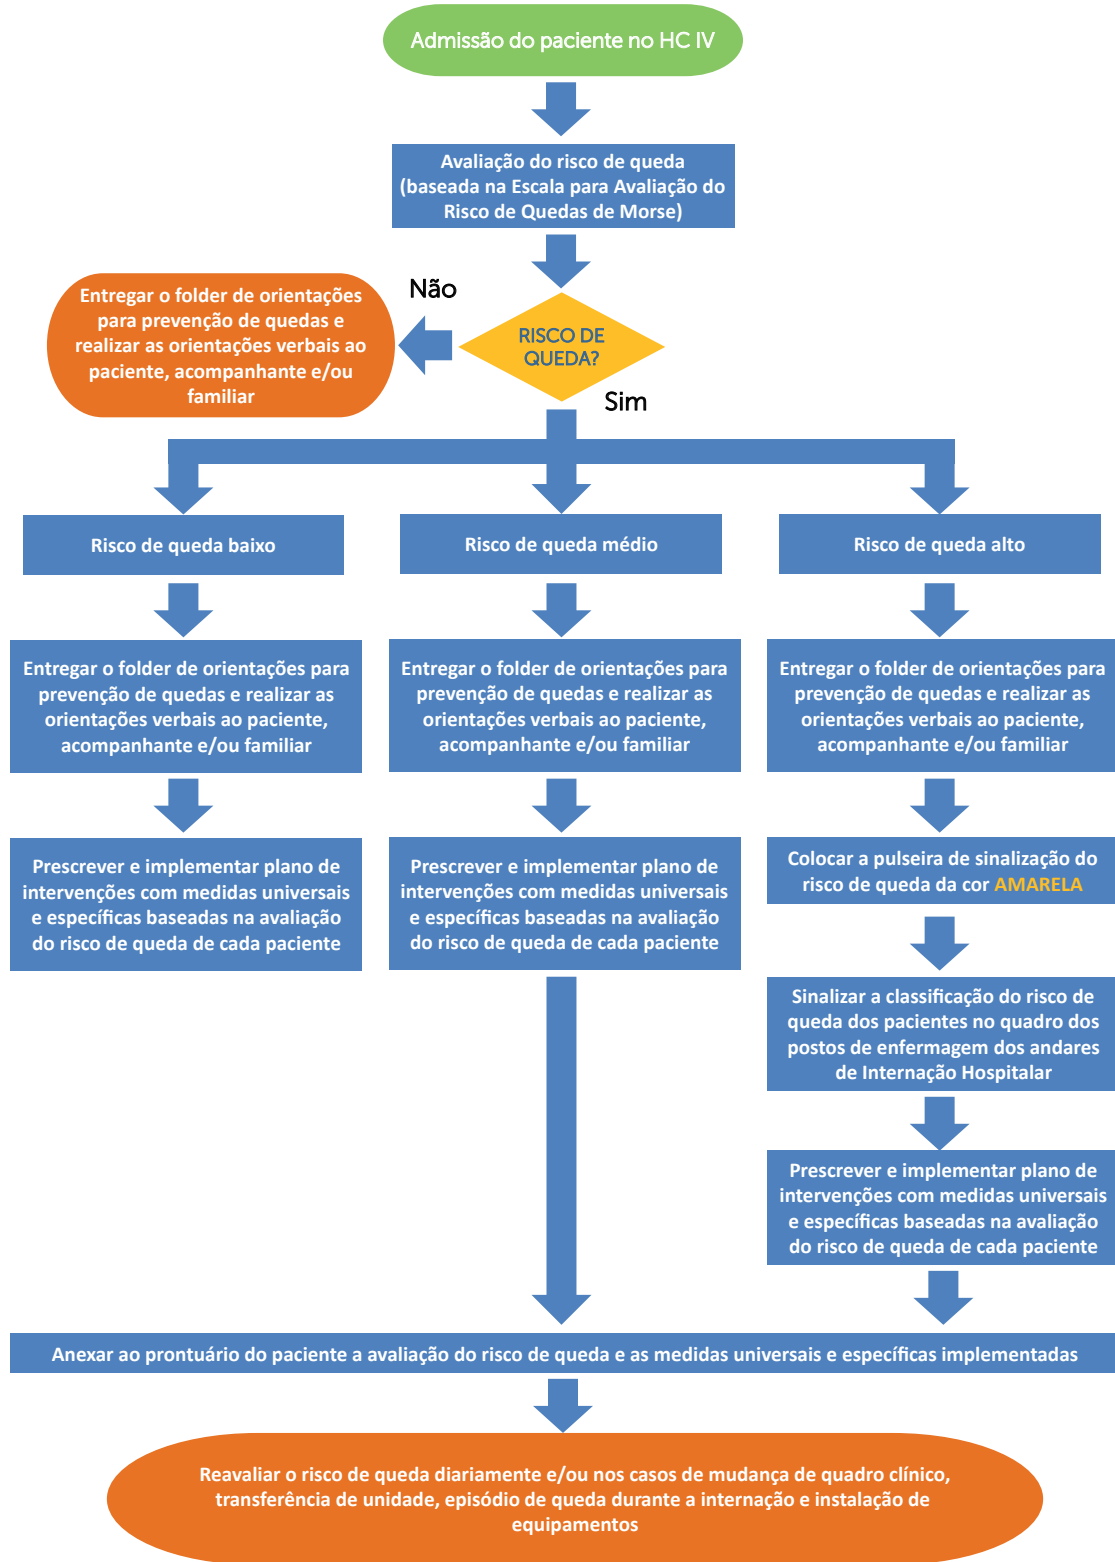 Admissão do paciente no HC IV
Avaliação do risco de queda
(baseada na Escala para Avaliação do
Risco de Quedas de Morse)
Não
Entregar o folder de orientações
para prevenção de quedas e
realizar as orientações verbais ao
paciente, acompanhante e/ou
familiar
RISCO DE
QUEDA?
Sim
Risco de queda baixo
Risco de queda médio
Risco de queda alto
Entregar o folder de orientações para
prevenção de quedas e realizar as
orientações verbais ao paciente,
acompanhante e/ou familiar
Entregar o folder de orientações para
prevenção de quedas e realizar as
orientações verbais ao paciente,
acompanhante e/ou familiar
Entregar o folder de orientações para
prevenção de quedas e realizar as
orientações verbais ao paciente,
acompanhante e/ou familiar
Prescrever e implementar plano de
intervenções com medidas universais
e específicas baseadas na avaliação
do risco de queda de cada paciente
Prescrever e implementar plano de
intervenções com medidas universais
e específicas baseadas na avaliação
do risco de queda de cada paciente
Colocar a pulseira de sinalização do
risco de queda da cor AMARELA
Sinalizar a classificação do risco de
queda dos pacientes no quadro dos
postos de enfermagem dos andares
de Internação Hospitalar
Prescrever e implementar plano de
intervenções com medidas universais
e específicas baseadas na avaliação
do risco de queda de cada paciente
Anexar ao prontuário do paciente a avaliação do risco de queda e as medidas universais e específicas implementadas
Reavaliar o risco de queda diariamente e/ou nos casos de mudança de quadro clínico,
transferência de unidade, episódio de queda durante a internação e instalação de
equipamentos